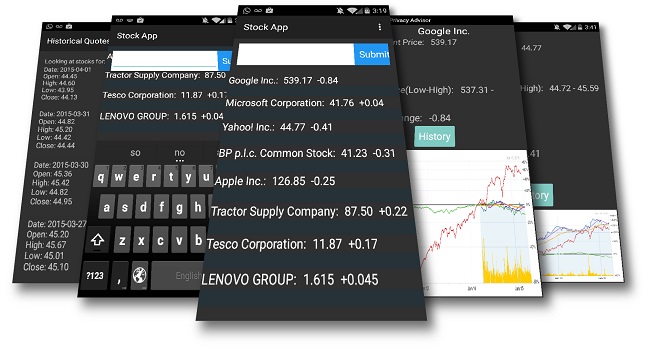 Historical Quotes
Looking at stocks for:
Date: 2015-04-01
Open: 44.45
High: 44.60
Low: 43.95
Close: 44.13
Date: 2015-03-31
Open: 44.82
High: 45.20
Low: 44.42
Close: 44.44
Date: 2015-03-30
Open: 45.36
High: 45.42
Low: 44.82
Close: 44.95
Date: 2015-03-27
Open: 45.20
High: 45.67
Low: 45.01
Close: 45.10
Stock App
Su
Tractor Supply Company: 87.50
Tesco Corporation: 11.87 +0.17
LENOVO GROUP: 1.615 +0.04
so no
q w e r t y u
a s d f g h
z x c v b
?123 , English
3:19
Stock App
Submit
Google Inc.: 539.17 -0.84
Microsoft Corporation: 41.76 +0.04
Yahoo! Inc.: 44.77 -0.41
BP p.l.c. Common Stock: 41.23 -0.31
Apple Inc.: 126.85 -0.25
Tractor Supply Company: 87.50 +0.22
Tesco Corporation: 11.87 +0.17
LENOVO GROUP: 1.615 +0.045
Privacy Advisor
Google Inc.
nt Price: 539.17
e(Low-High): 537.31 -
ange: -0.84
History
3:41
44.77
High): 44.72 - 45.59
tory